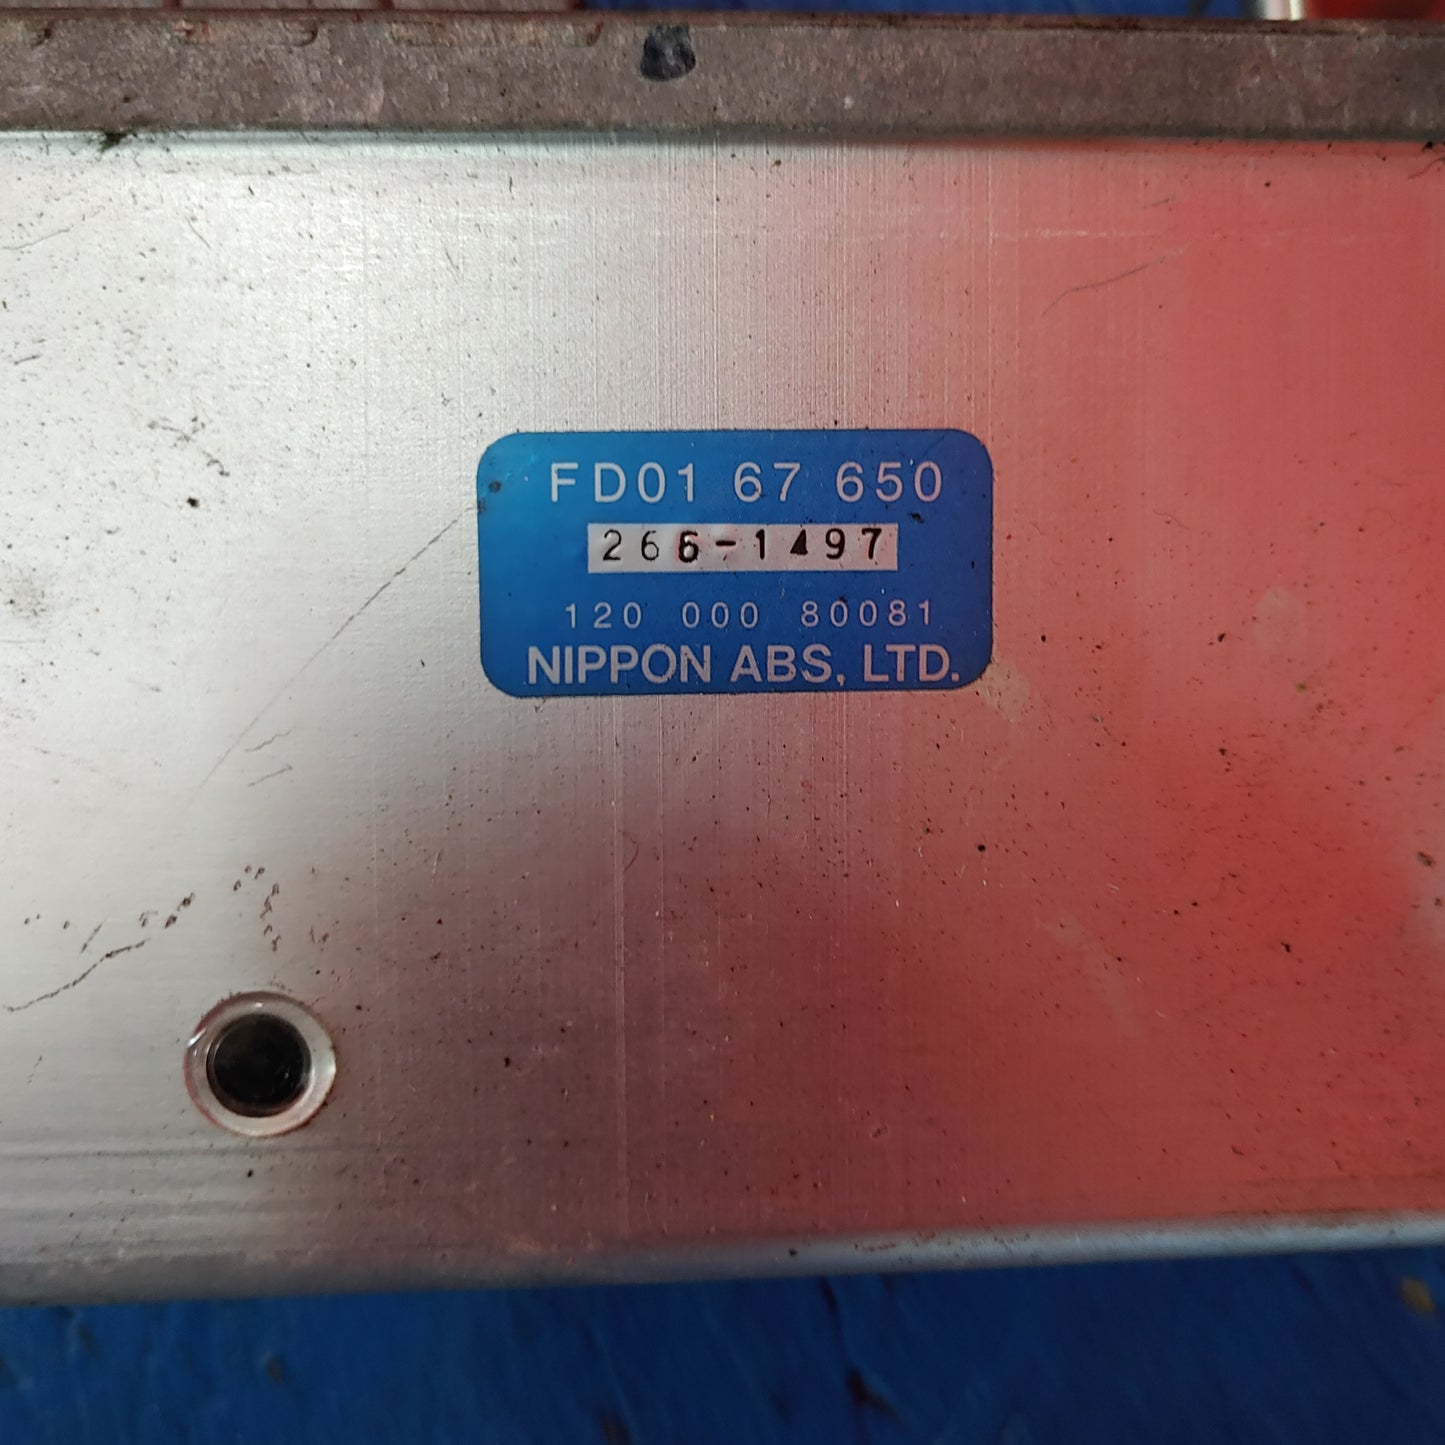 FD01 67 650
266-1497
120 000 80081
NIPPON ABS, LTD.